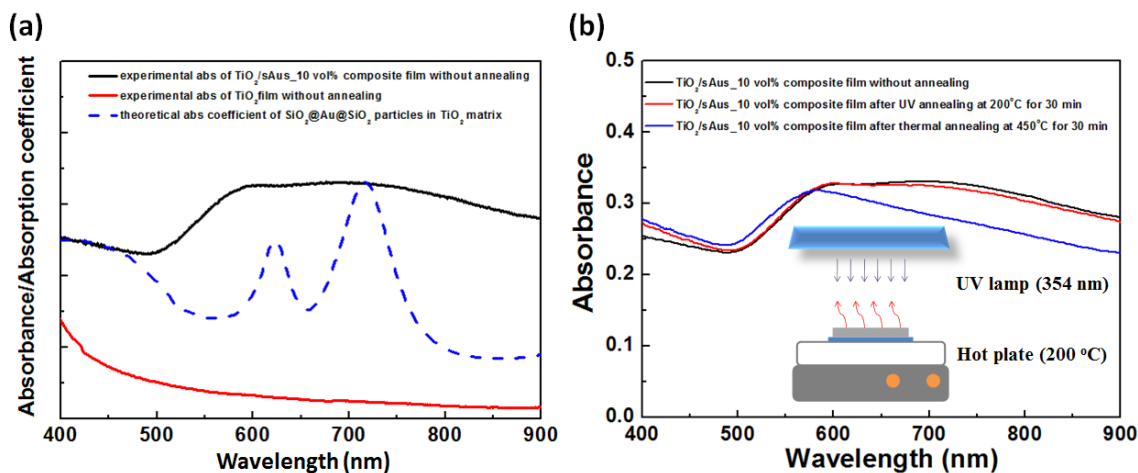 (a)
experimental abs of TiO2/sAus_10 vol% composite film without annealing
experimental abs of TiO2film without annealing
theoretical abs coefficient of SiO2@Au@SiO2 particles in TiO2 matrix
Absorbance/Absorption coefficient
400 500 600 700 800 900
Wavelength (nm)
(b)
0.5
0.4
0.3
0.2
0.1
0.0
TiO2/sAus_10 vol% composite film without annealing
TiO2/sAus_10 vol% composite film after UV annealing at 200°C for 30 min
TiO2/sAus_10 vol% composite film after thermal annealing at 450°C for 30 min
Absorbance
UV lamp (354 nm)
Hot plate (200 °C)
400 500 600 700 800 900
Wavelength (nm)